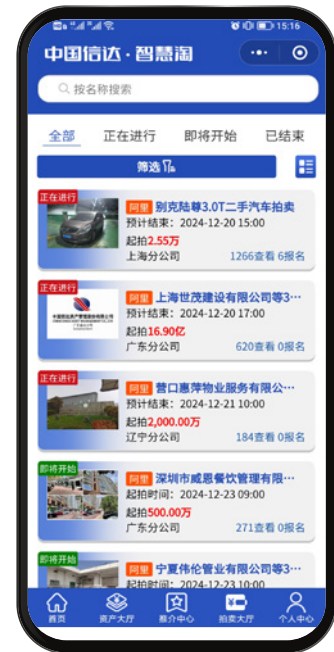 15:16
中国信达·智慧淘
按名称搜索
全部 正在进行 即将开始 已结束
筛选
正在进行
阿里 别克陆尊3.0T二手汽车拍卖
预计结束：2024-12-20 15:00
起拍2.55万
上海分公司 1266查看 6报名
正在进行
阿里 上海世茂建设有限公司等3…
预计结束：2024-12-20 17:00
起拍16.90亿
广东分公司 620查看 0报名
正在进行
阿里 营口惠萍物业服务有限公…
预计结束：2024-12-21 10:00
起拍2,000.00万
辽宁分公司 184查看 0报名
即将开始
阿里 深圳市威恩餐饮管理有限…
起拍时间：2024-12-23 09:00
起拍500.00万
广东分公司 271查看 0报名
即将开始
阿里 宁夏伟伦管业有限公司等3…
起拍时间：2024-12-23 10:00
首页 资产大厅 推介中心 拍卖大厅 个人中心